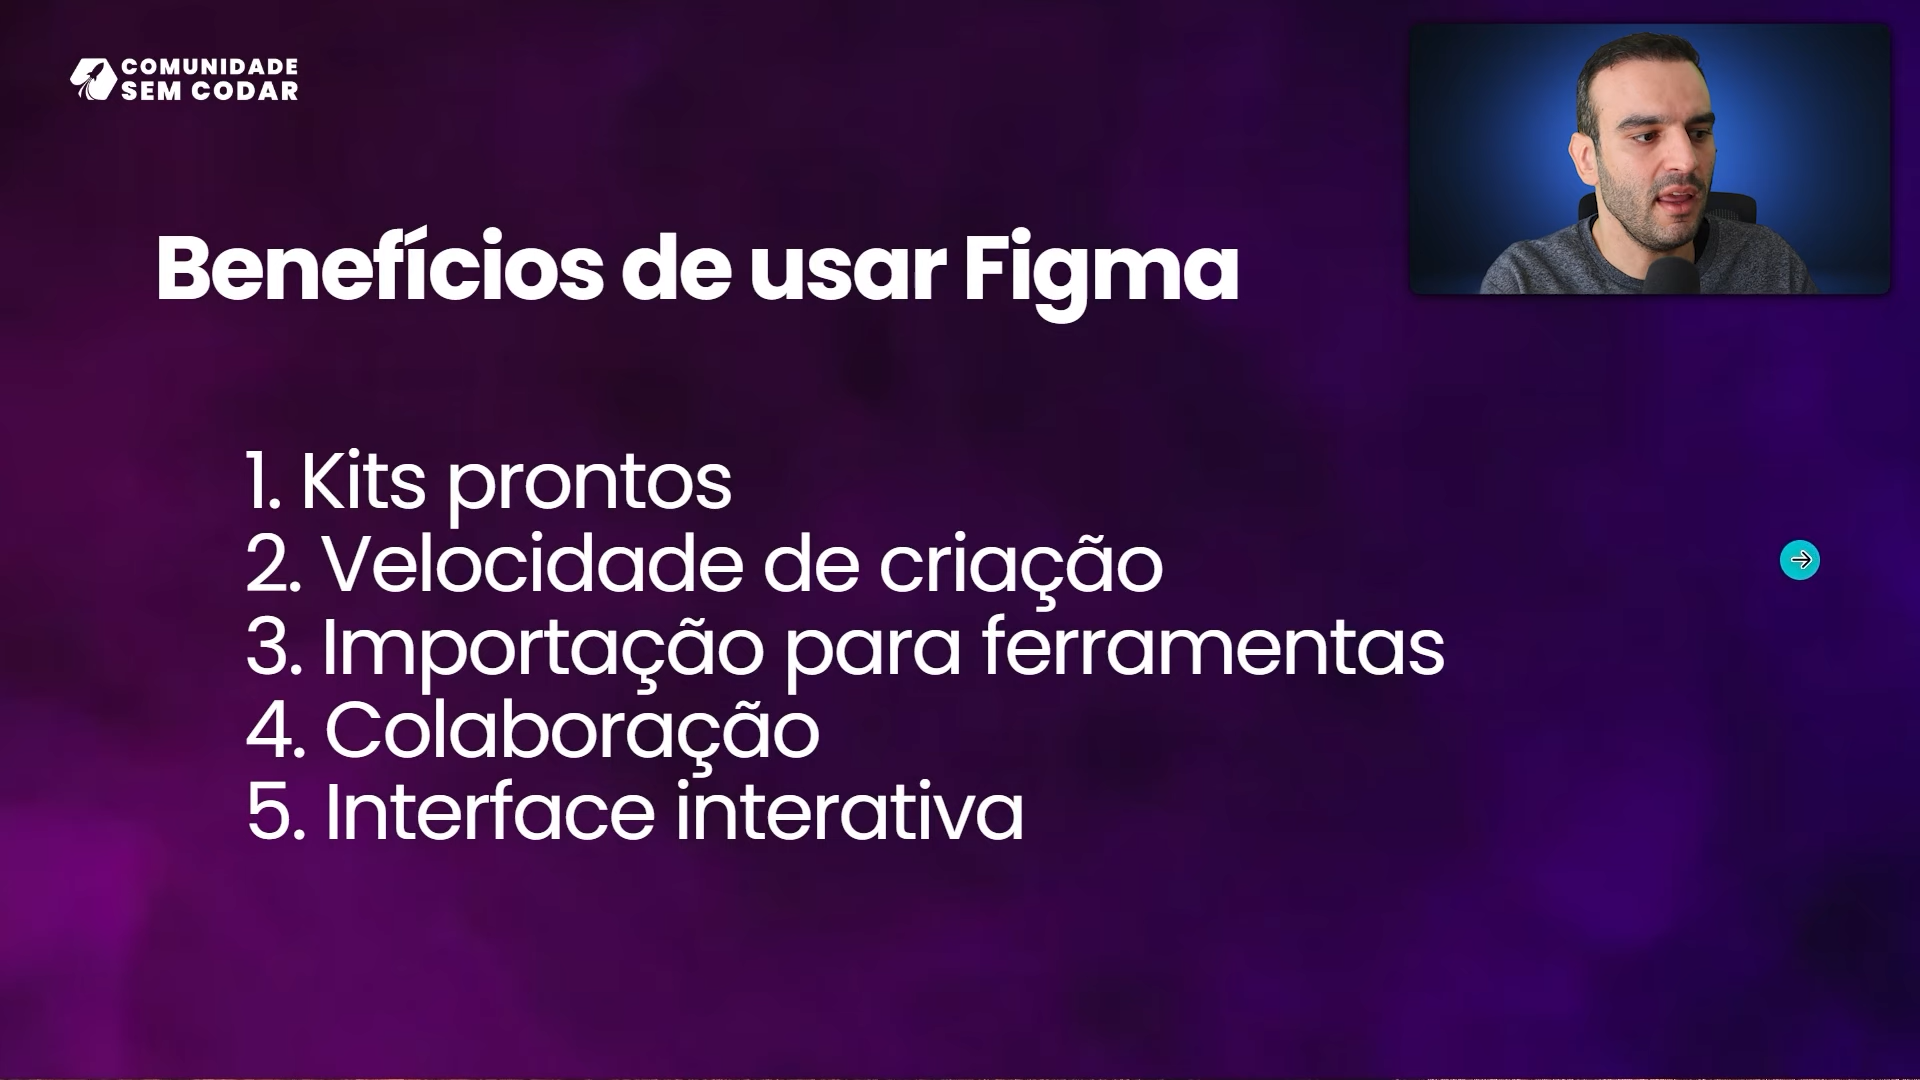 COMUNIDADE
SEM CODAR
Benefícios de usar Figma
1. Kits prontos
2. Velocidade de criação
3. Importação para ferramentas
4. Colaboração
5. Interface interativa